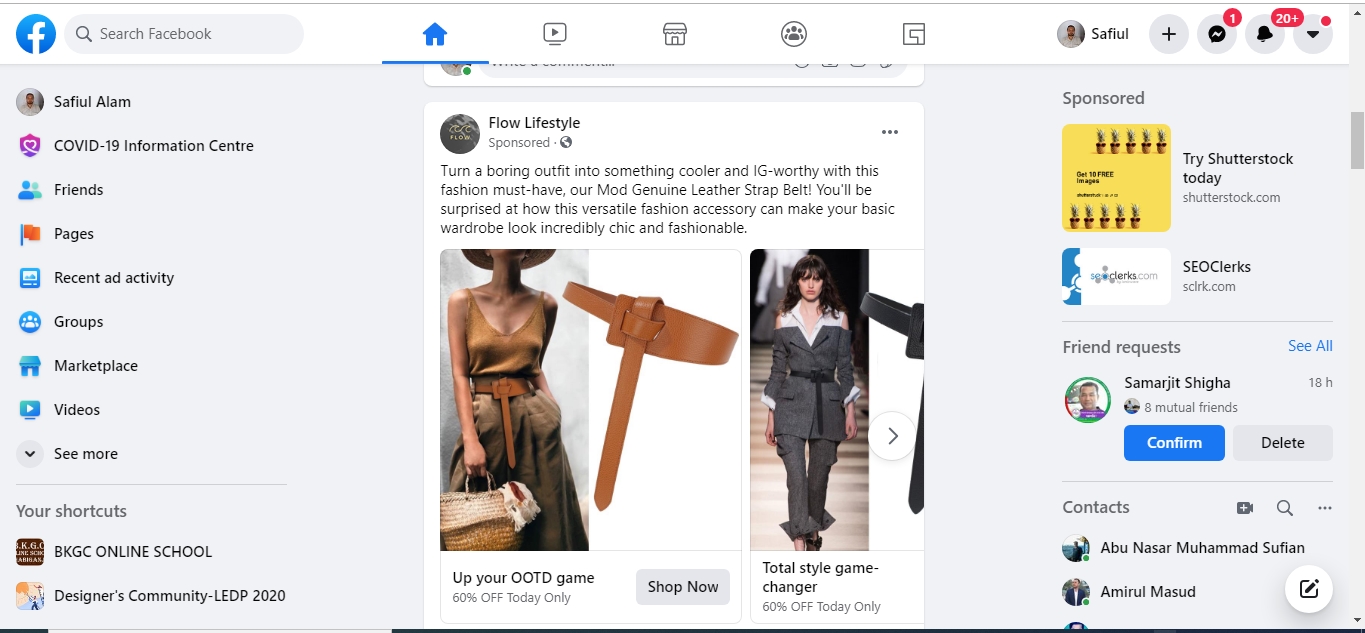 Search Facebook
Safiul
1
20+
Safiul Alam
COVID-19 Information Centre
Friends
Pages
Recent ad activity
Groups
Marketplace
Videos
See more
Your shortcuts
BKGC ONLINE SCHOOL
Designer's Community-LEDP 2020
Write a comment...
FLOW
Flow Lifestyle
Sponsored ·
Turn a boring outfit into something cooler and IG-worthy with this
fashion must-have, our Mod Genuine Leather Strap Belt! You'll be
surprised at how this versatile fashion accessory can make your basic
wardrobe look incredibly chic and fashionable.
Up your OOTD game
60% OFF Today Only
Shop Now
Total style game-
changer
60% OFF Today Only
Sponsored
Get 10 FREE
Images
shutterstock
Try Shutterstock
today
shutterstock.com
seoclerks.com
SEOClerks
sclrk.com
Friend requests
See All
Samarjit Shigha
18 h
8 mutual friends
Confirm
Delete
Contacts
Abu Nasar Muhammad Sufian
Amirul Masud